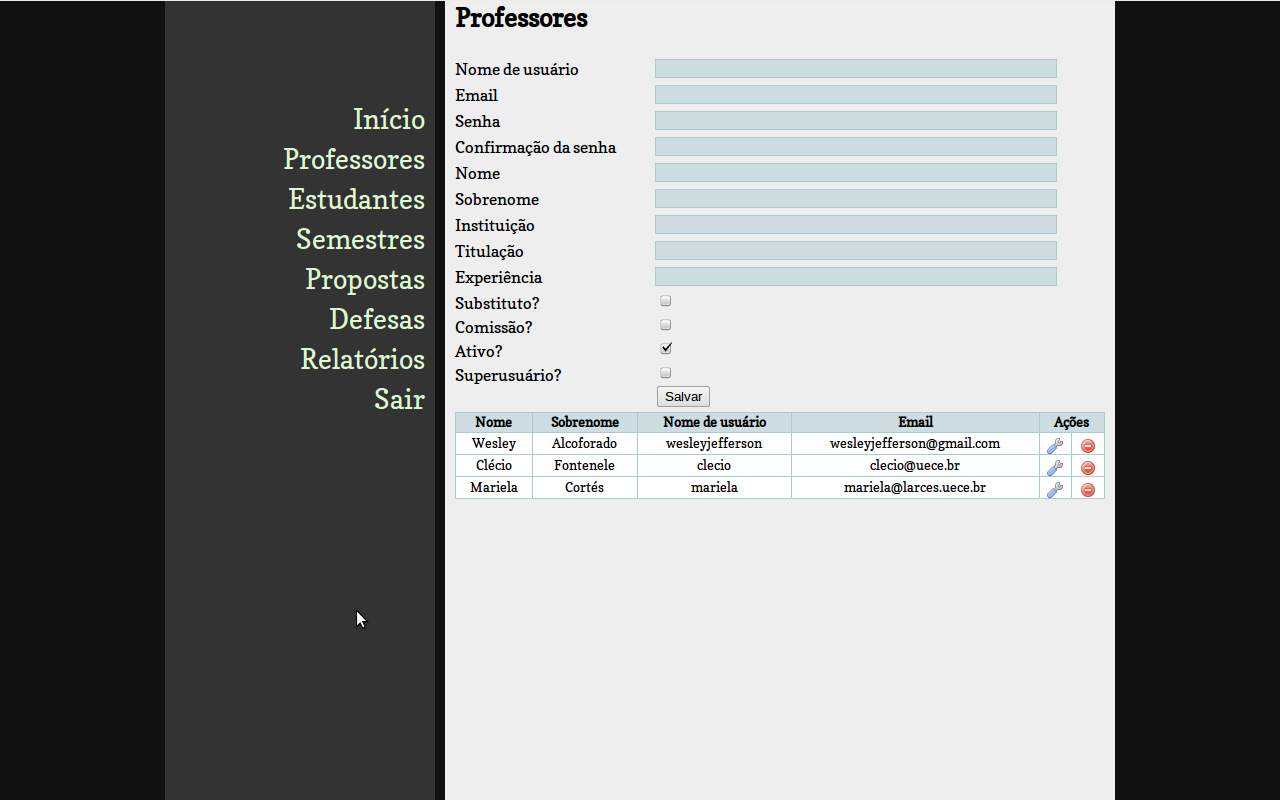 Início
Professores
Estudantes
Semestres
Propostas
Defesas
Relatórios
Sair
Professores
Nome de usuário
Email
Senha
Confirmação da senha
Nome
Sobrenome
Instituição
Titulação
Experiência
Substituto?
Comissão?
Ativo?
Superusuário?
Salvar
Nome Sobrenome Nome de usuário Email Ações
Wesley Alcoforado wesleyjefferson wesleyjefferson@gmail.com
Clécio Fontenele clecio clecio@uece.br
Mariela Cortés mariela mariela@larces.uece.br